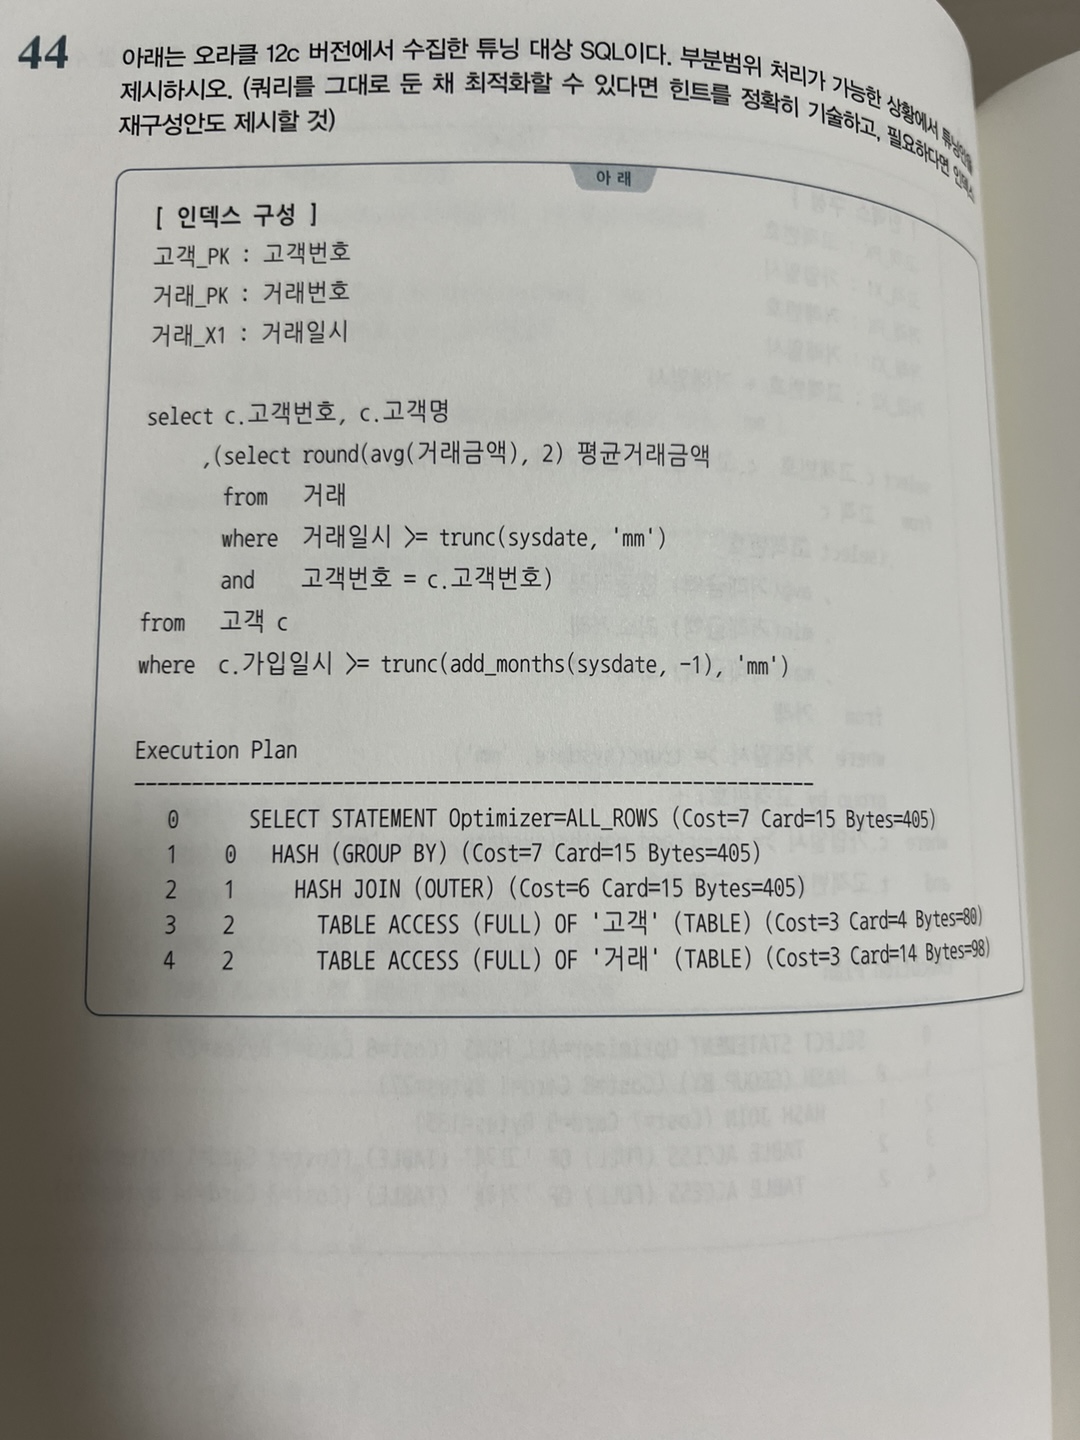 44
아래는 오라클 12c 버전에서 수집한 튜닝 대상 SQL이다. 부분범위 처리가 가능한 상황에서 튜닝안을
제시하시오. (쿼리를 그대로 둔 채 최적화할 수 있다면 힌트를 정확히 기술하고, 필요하다면 인덱스
재구성안도 제시할 것)
아 래
[ 인덱스 구성 ]
고객_PK : 고객번호
거래_PK : 거래번호
거래_X1 : 거래일시
select c.고객번호, c.고객명
,(select round(avg(거래금액), 2) 평균거래금액
from 거래
where 거래일시 >= trunc(sysdate, 'mm')
and 고객번호 = c.고객번호)
from 고객 c
where c.가입일시 >= trunc(add_months(sysdate, -1), 'mm')
Execution Plan
--------------------------------------------------------------
0 SELECT STATEMENT Optimizer=ALL_ROWS (Cost=7 Card=15 Bytes=405)
1 0 HASH (GROUP BY) (Cost=7 Card=15 Bytes=405)
2 1 HASH JOIN (OUTER) (Cost=6 Card=15 Bytes=405)
3 2 TABLE ACCESS (FULL) OF '고객' (TABLE) (Cost=3 Card=4 Bytes=80)
4 2 TABLE ACCESS (FULL) OF '거래' (TABLE) (Cost=3 Card=14 Bytes=98)